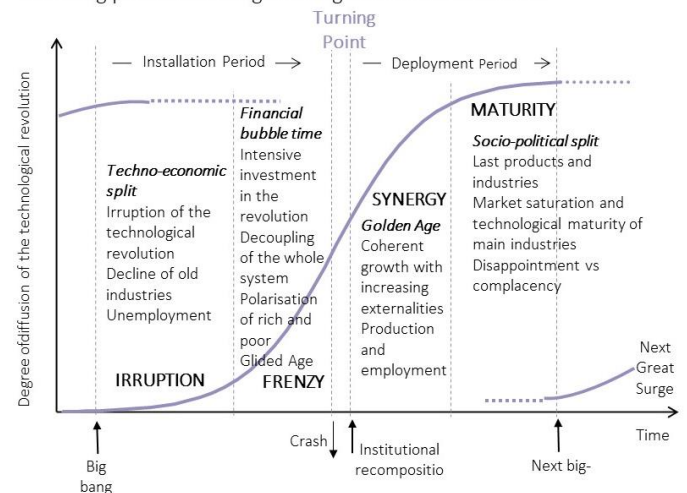 Turning
Point
Installation Period
Deployment Period
Degree ofdiffusion of the technological revolution
Techno-economic
split
Irruption of the
technological
revolution
Decline of old
industries
Unemployment
IRRUPTION
Financial
bubble time
Intensive
investment
in the
revolution
Decoupling
of the whole
system
Polarisation
of rich and
poor
Glided Age
FRENZY
SYNERGY
Golden Age
Coherent
growth with
increasing
externalities
Production
and
employment
MATURITY
Socio-political split
Last products and
industries
Market saturation and
technological maturity of
main industries
Disappointment vs
complacency
Next
Great
Surge
Time
Big
bang
Crash
Institutional
recompositio
Next big-